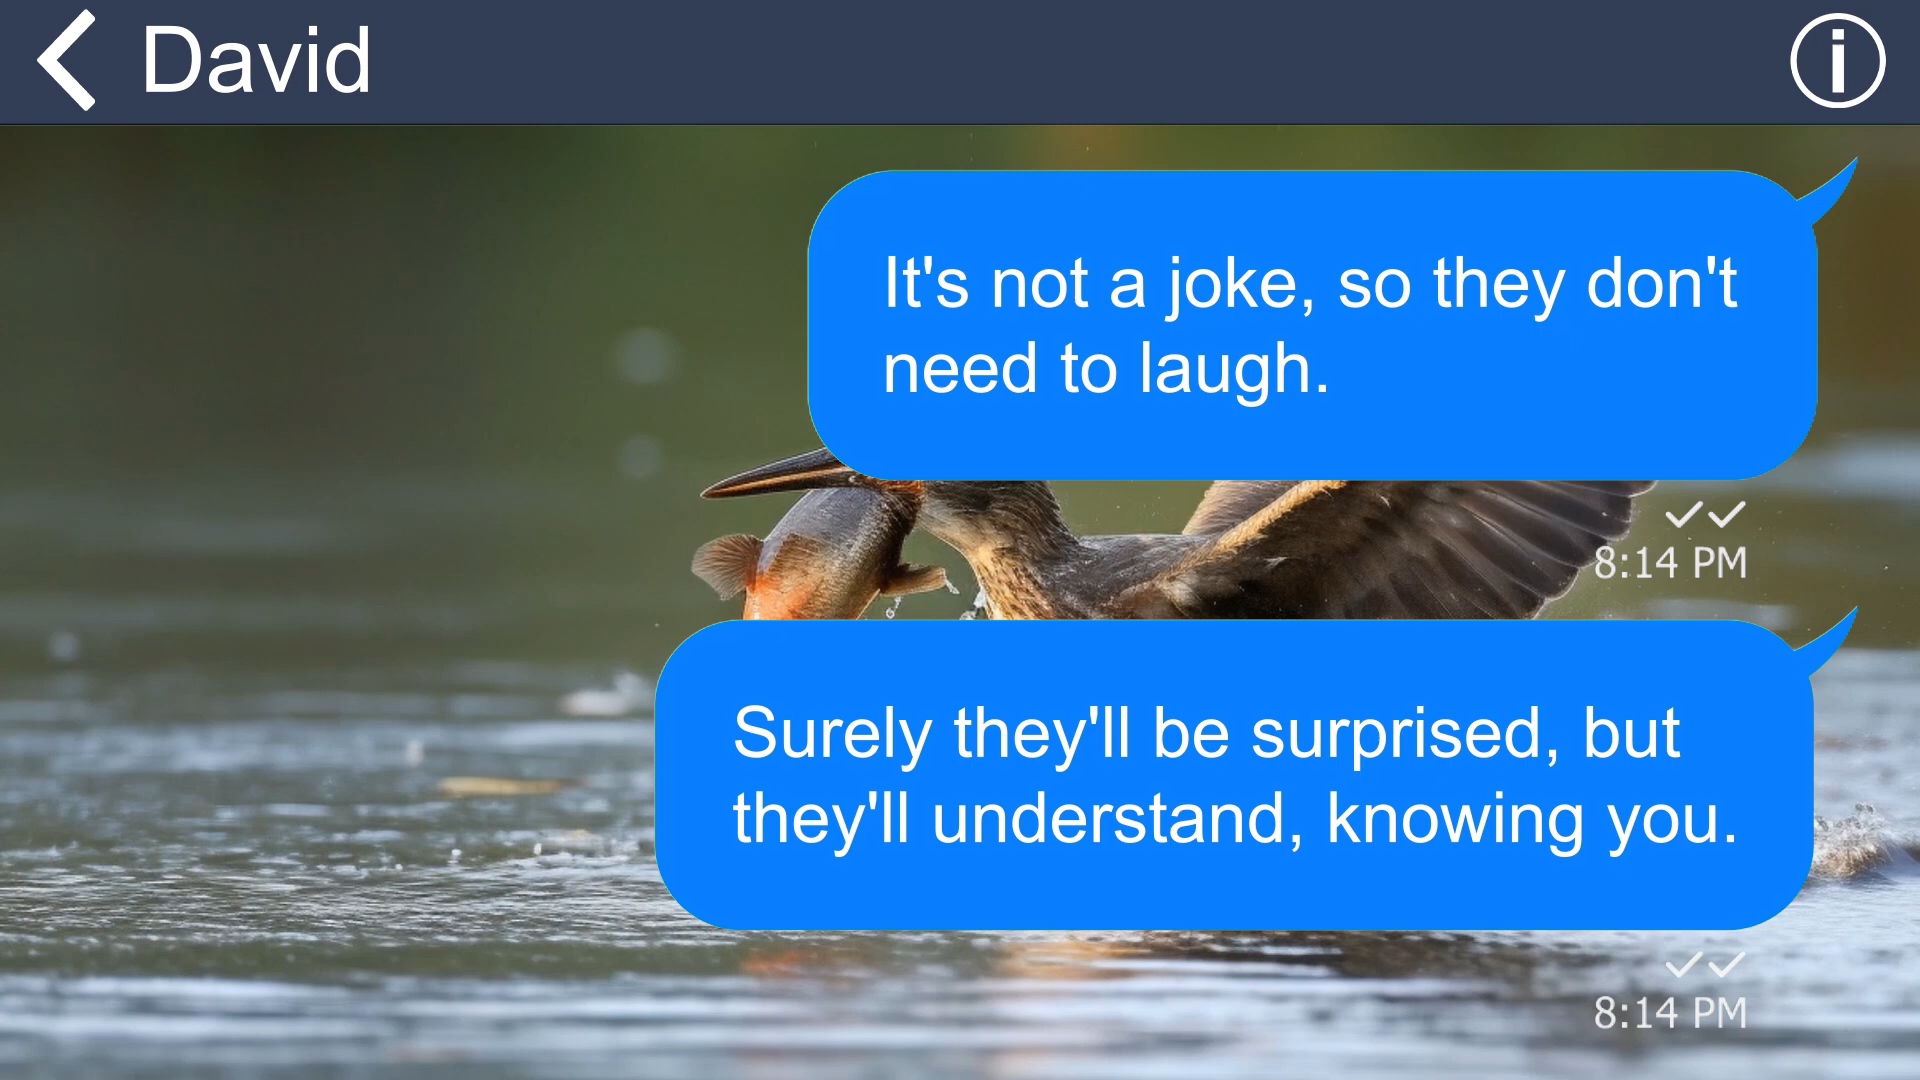 David
It's not a joke, so they don't
need to laugh.
8:14 PM
Surely they'll be surprised, but
they'll understand, knowing you.
8:14 PM